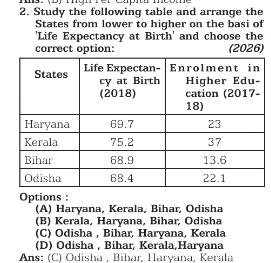 Ans: (B) High Per Capita Income
2. Study the following table and arrange the
States from lower to higher on the basi of
'Life Expectancy at Birth' and choose the
correct option: (2026)
States Life Expectan- Enrolment in
cy at Birth Higher Edu-
(2018) cation (2017-
18)
Haryana 69.7 23
Kerala 75.2 37
Bihar 68.9 13.6
Odisha 68.4 22.1
Options :
(A) Haryana, Kerala, Bihar, Odisha
(B) Kerala, Haryana, Bihar, Odisha
(C) Odisha , Bihar, Haryana, Kerala
(D) Odisha , Bihar, Kerala,Haryana
Ans: (C) Odisha , Bihar, Haryana, Kerala